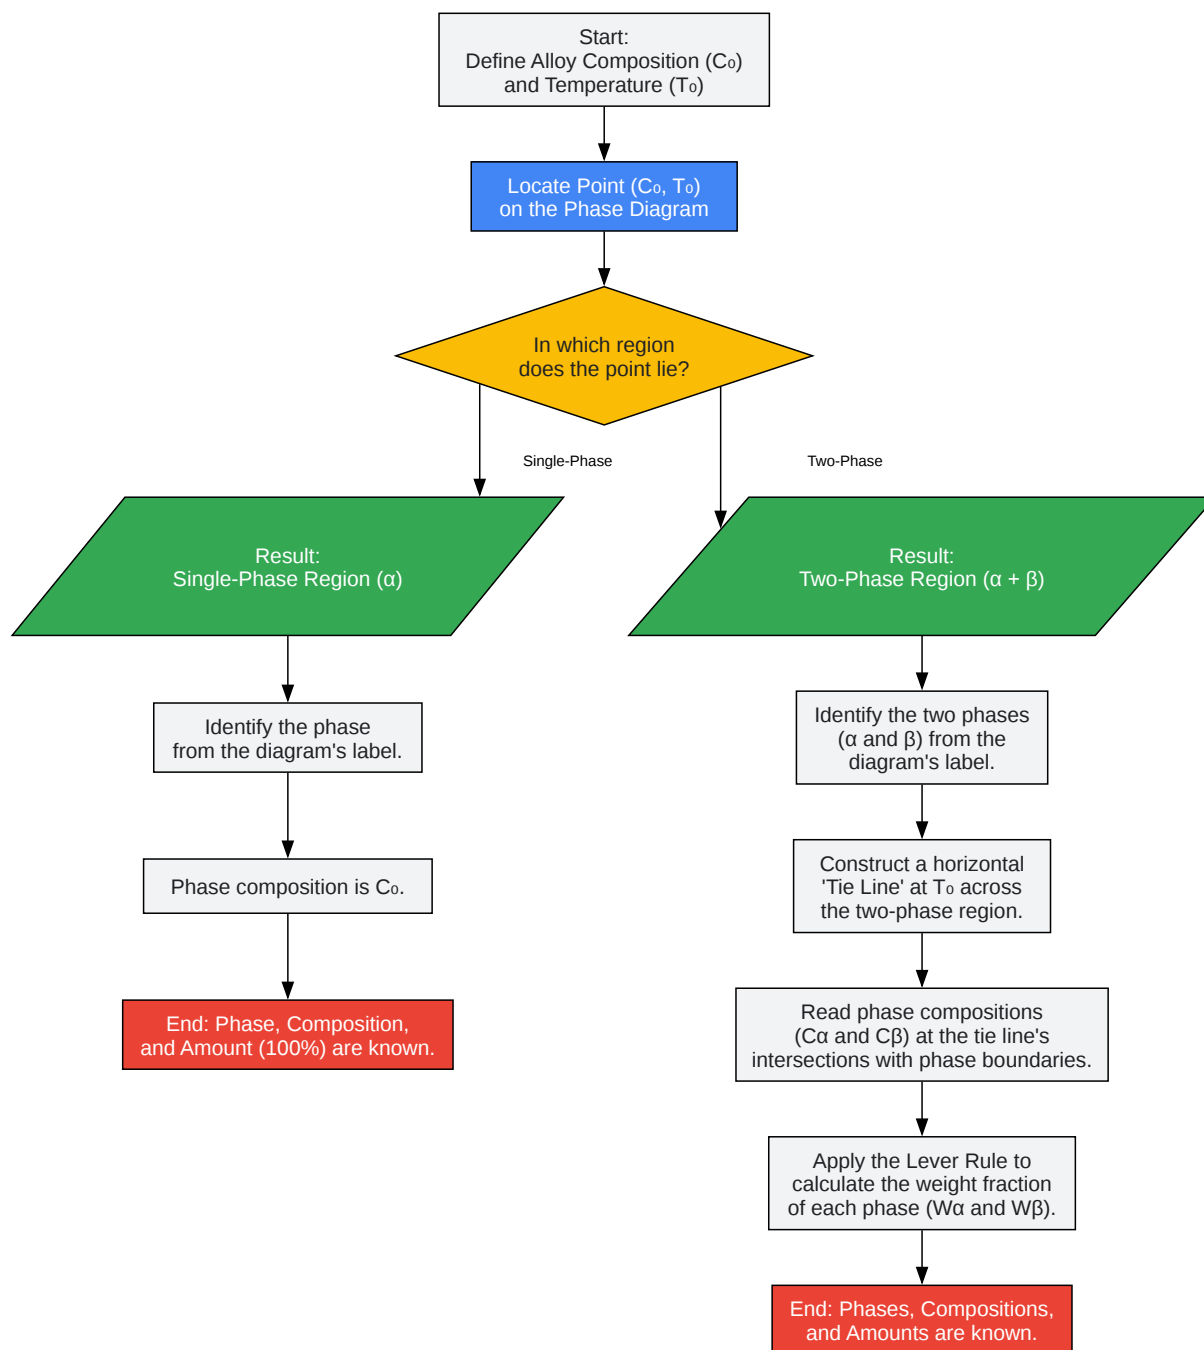 Start:
Define Alloy Composition (C₀)
and Temperature (T₀)
Locate Point (C₀, T₀)
on the Phase Diagram
In which region
does the point lie?
Single-Phase
Two-Phase
Result:
Single-Phase Region (α)
Identify the phase
from the diagram's label.
Phase composition is C₀.
End: Phase, Composition,
and Amount (100%) are known.
Result:
Two-Phase Region (α + β)
Identify the two phases
(α and β) from the
diagram's label.
Construct a horizontal
'Tie Line' at T₀ across
the two-phase region.
Read phase compositions
(Cα and Cβ) at the tie line's
intersections with phase boundaries.
Apply the Lever Rule to
calculate the weight fraction
of each phase (Wα and Wβ).
End: Phases, Compositions,
and Amounts are known.